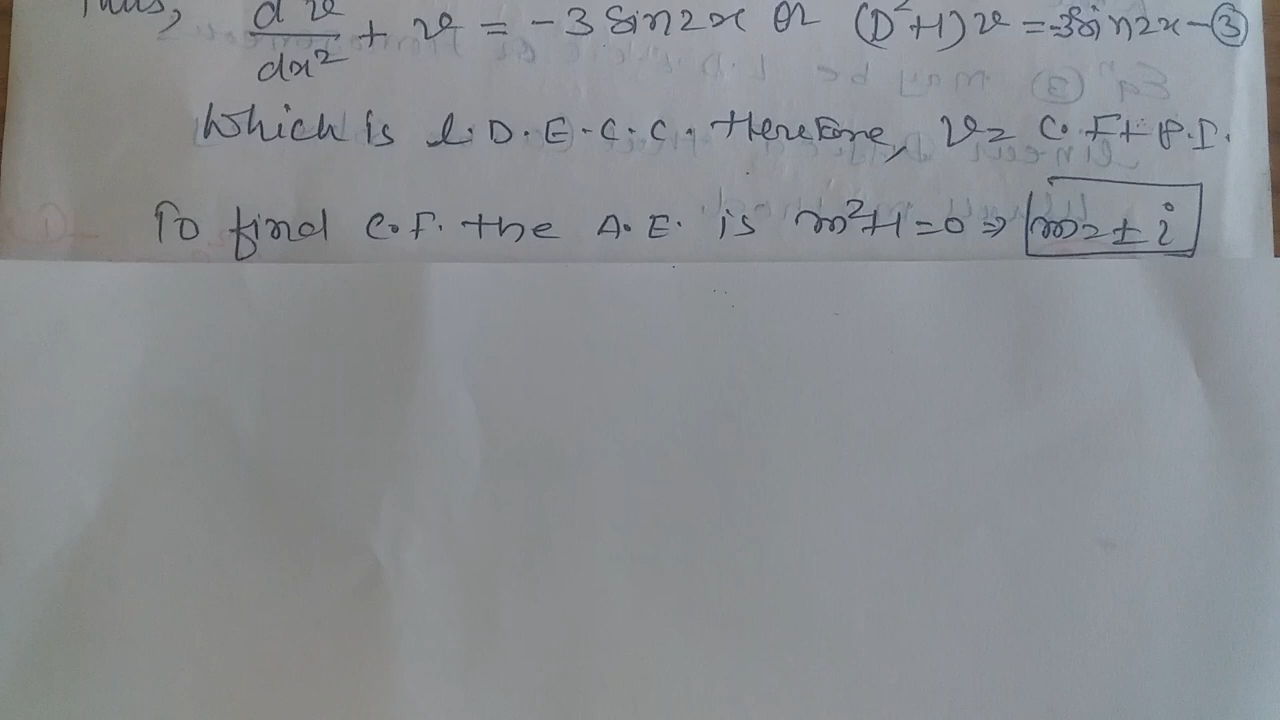 Thus, d²v/dx² + v = -3 Sin2x or (D²+1)v = -3Sin2x - ③
Which is L.D.E.C.C. Therefore, v = C.F + P.I.
To find C.F. the A.E. is m²+1=0 ⇒ m = ± i